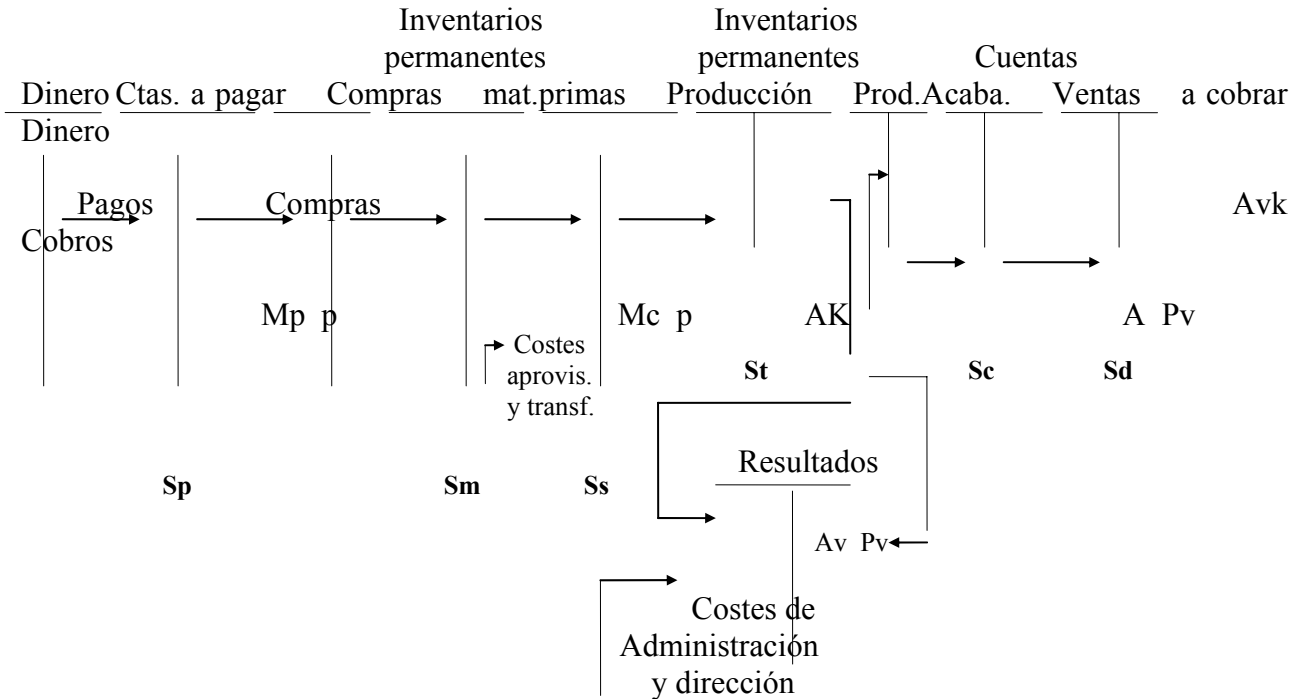 Inventarios Inventarios
permanentes permanentes Cuentas
Dinero Ctas. a pagar Compras mat.primas Producción Prod.Acaba. Ventas a cobrar
Dinero
Pagos Compras Avk
Cobros
Mp p Mc p AK A Pv
Costes
aprovis.
y transf.
St Sc Sd
Resultados
Sp Sm Ss
Av Pv
Costes de
Administración
y dirección